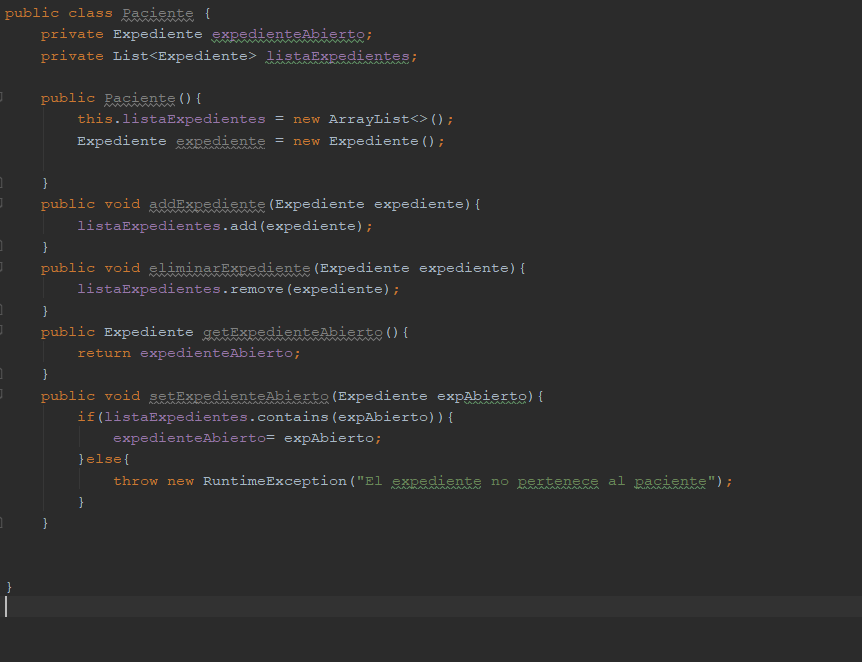 public class Paciente {
    private Expediente expedienteAbierto;
    private List<Expediente> listaExpedientes;
    public Paciente(){
        this.listaExpedientes = new ArrayList<>();
        Expediente expediente = new Expediente();
    }
    public void addExpediente(Expediente expediente){
        listaExpedientes.add(expediente);
    }
    public void eliminarExpediente(Expediente expediente){
        listaExpedientes.remove(expediente);
    }
    public Expediente getExpedienteAbierto(){
        return expedienteAbierto;
    }
    public void setExpedienteAbierto(Expediente expAbierto){
        if(listaExpedientes.contains(expAbierto)){
            expedienteAbierto= expAbierto;
        }else{
            throw new RuntimeException("El expediente no pertenece al paciente");
        }
    }
}